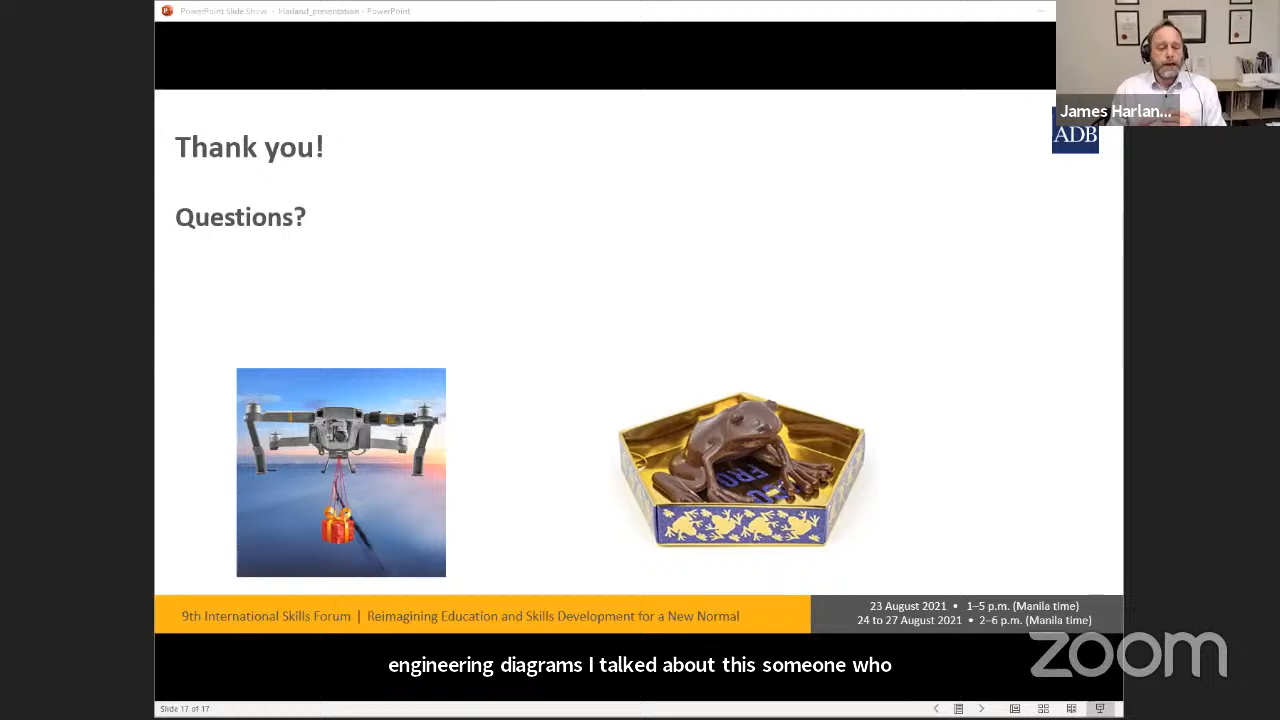 PowerPoint Slide Show - Harland_presentation - PowerPoint
James Harlan...
ADB
Thank you!
Questions?
FRO
9th International Skills Forum | Reimagining Education and Skills Development for a New Normal
23 August 2021 • 1–5 p.m. (Manila time)
24 to 27 August 2021 • 2–6 p.m. (Manila time)
engineering diagrams I talked about this someone who
zoom
Slide 17 of 17